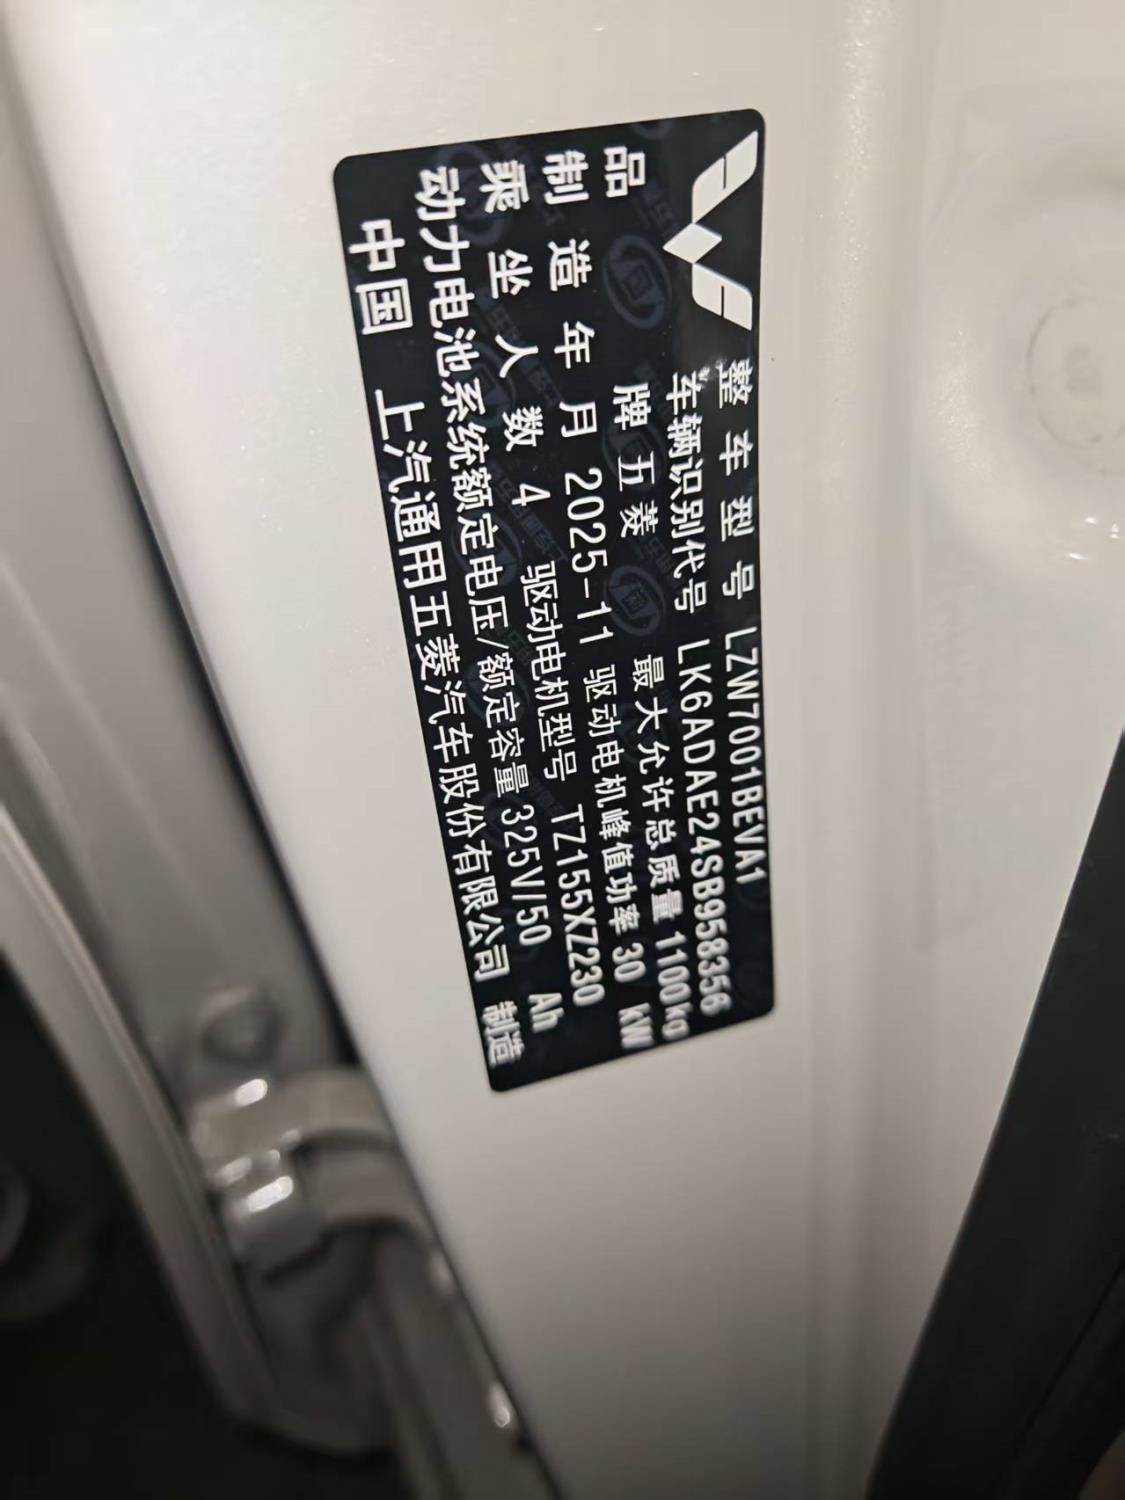 整车型号 LZW7001BEVA1
车辆识别代号 LK6ADAE24SB958356
品牌 五菱 最大允许总质量 1100kg
制造年月 2025-11 驱动电机峰值功率 30 kW
乘坐人数 4 驱动电机型号 TZ155XZ230
动力电池系统额定电压/额定容量 325V/50 Ah
中国 上汽通用五菱汽车股份有限公司 制造